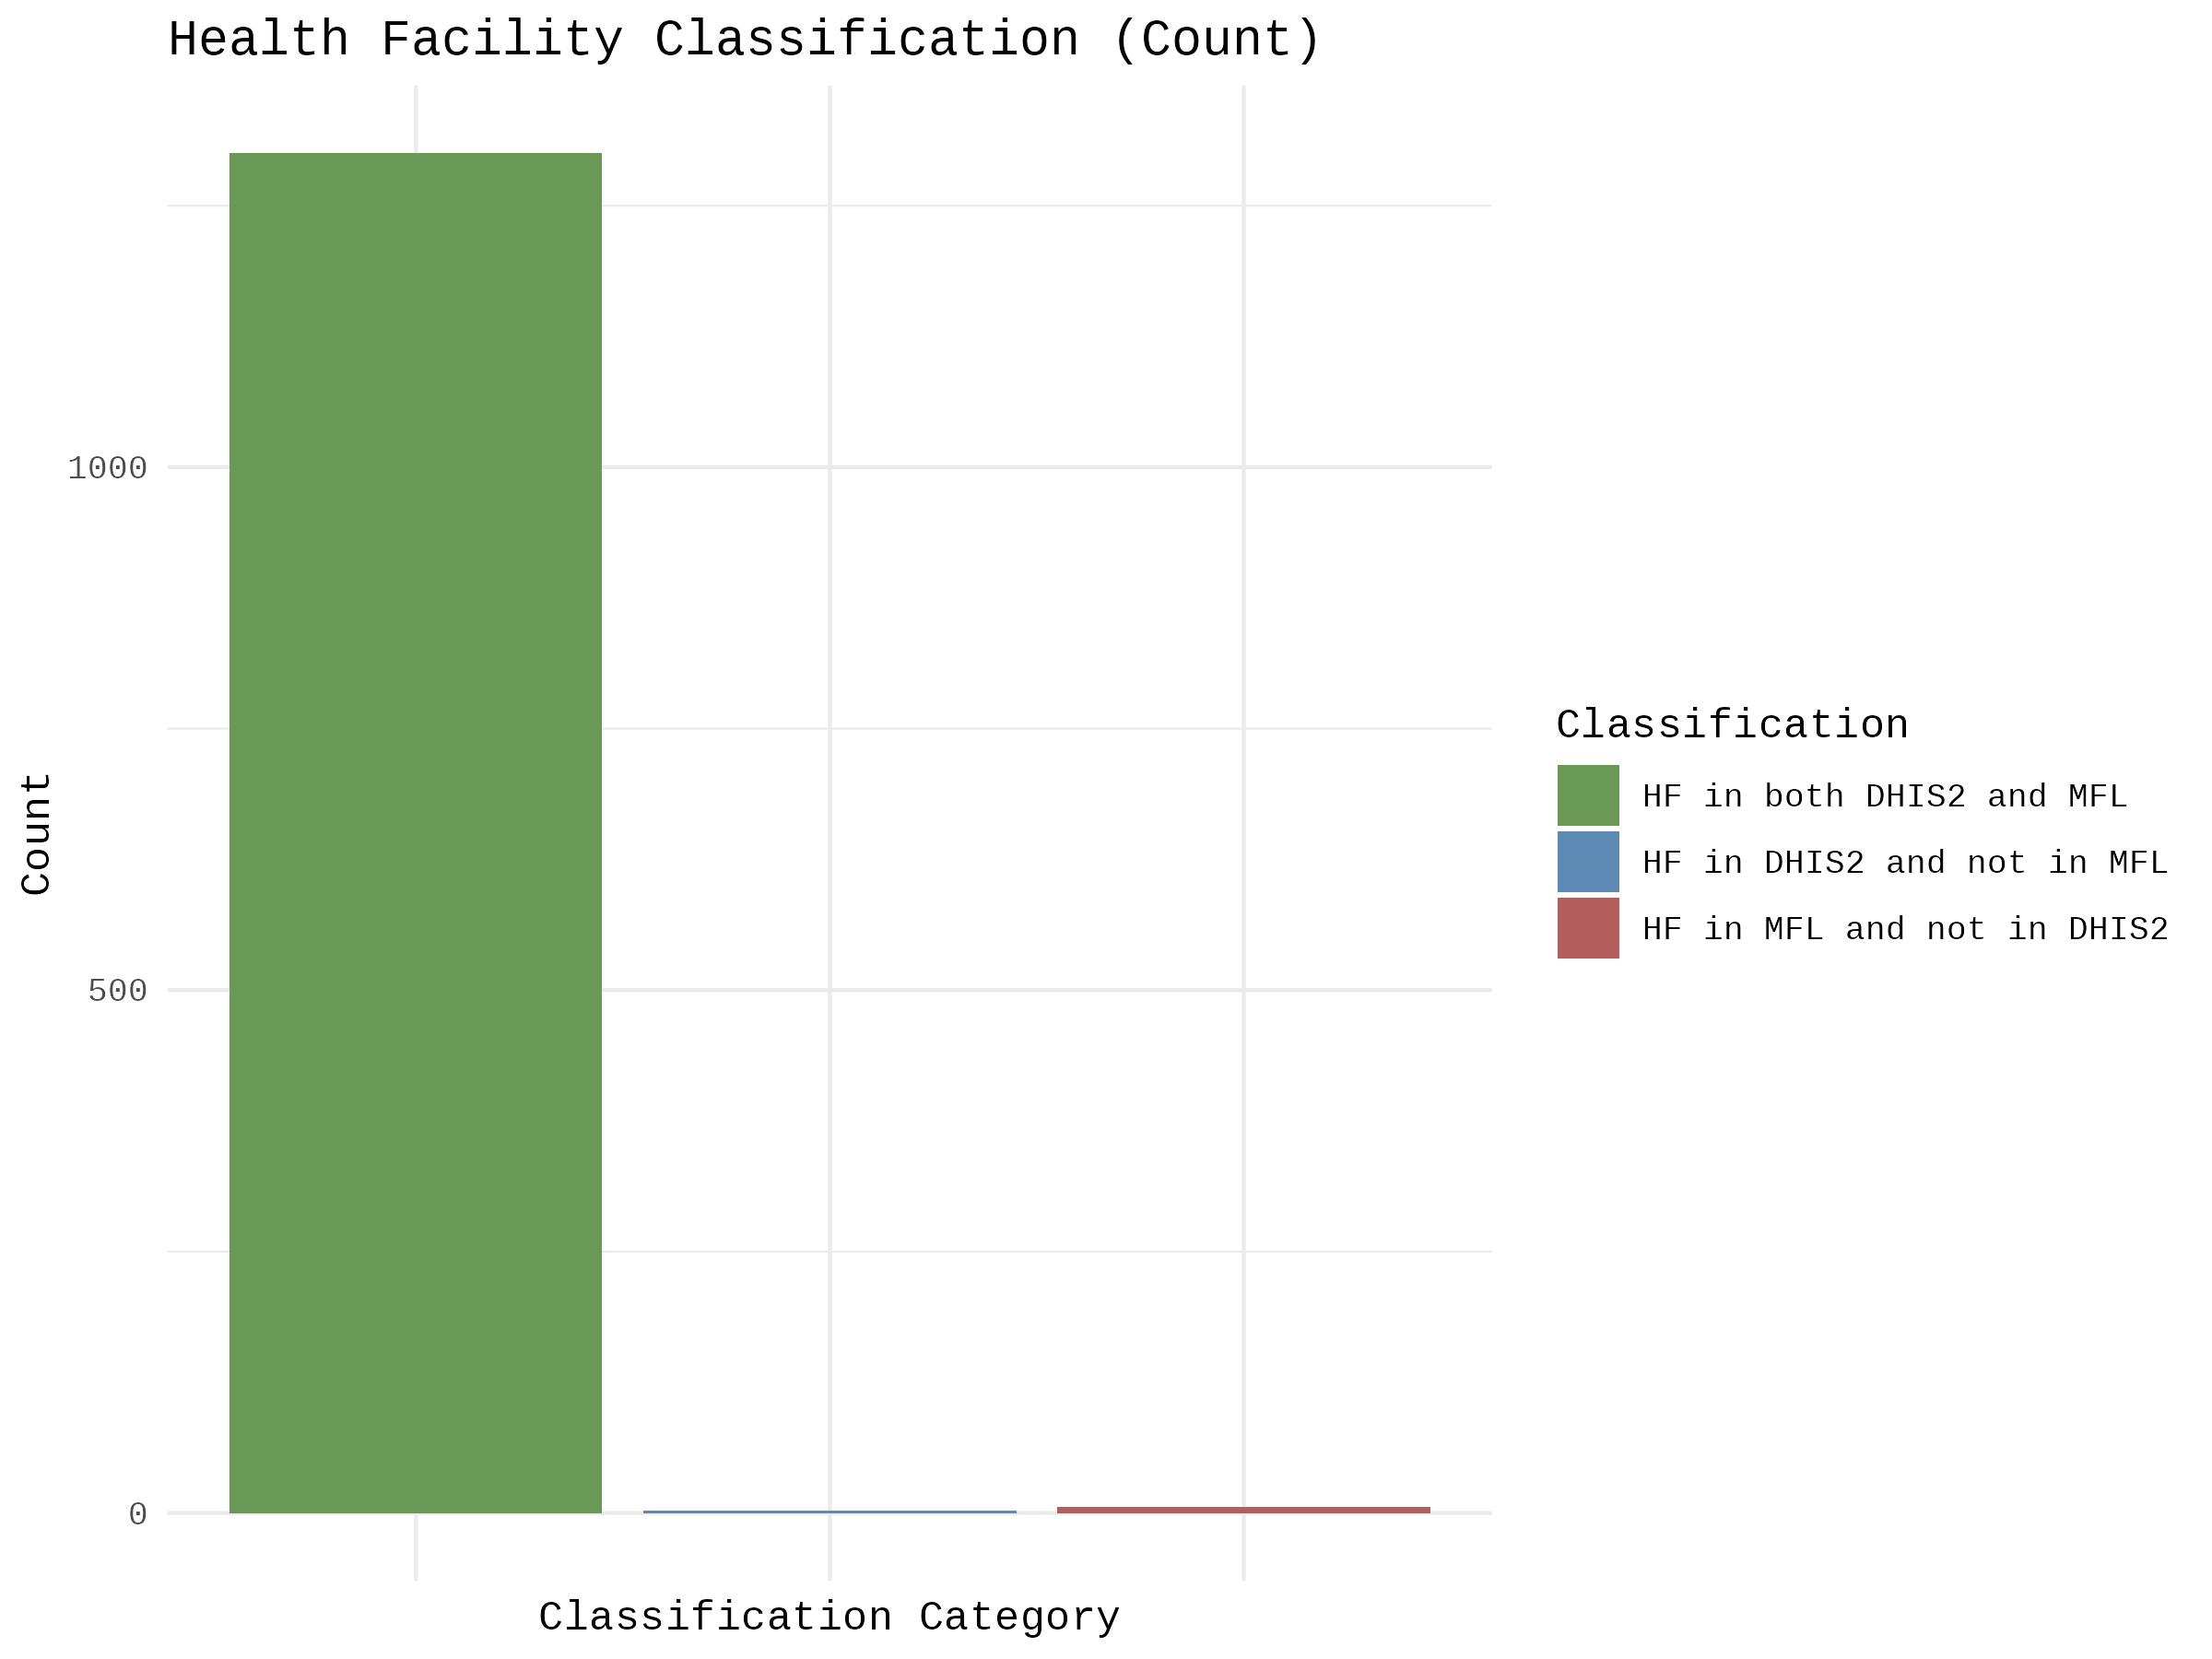 Health Facility Classification (Count)
1000
500
0
Count
Classification Category
Classification
HF in both DHIS2 and MFL
HF in DHIS2 and not in MFL
HF in MFL and not in DHIS2